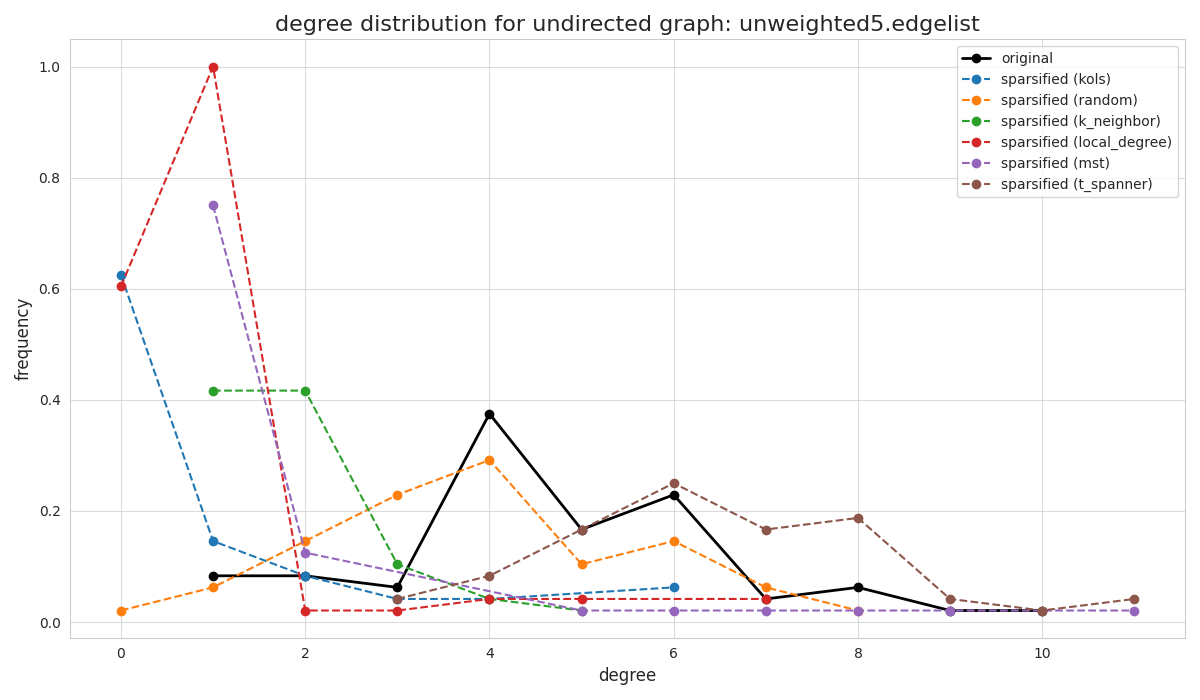 degree distribution for undirected graph: unweighted5.edgelist
original
sparsified (kols)
sparsified (random)
sparsified (k_neighbor)
sparsified (local_degree)
sparsified (mst)
sparsified (t_spanner)
frequency
1.0
0.8
0.6
0.4
0.2
0.0
0 2 4 6 8 10
degree